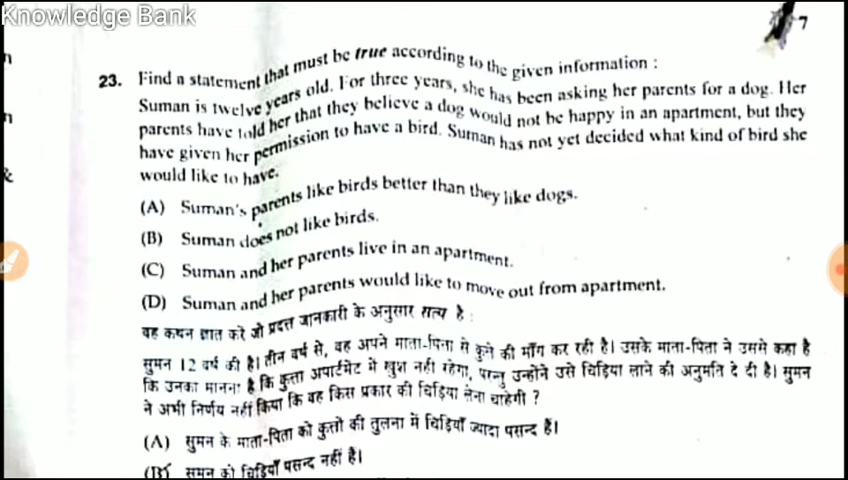 Knowledge Bank
7
23. Find a statement that must be true according to the given information :
Suman is twelve years old. For three years, she has been asking her parents for a dog. Her
parents have told her that they believe a dog would not be happy in an apartment, but they
have given her permission to have a bird. Suman has not yet decided what kind of bird she
would like to have.
(A) Suman's parents like birds better than they like dogs.
(B) Suman does not like birds.
(C) Suman and her parents live in an apartment.
(D) Suman and her parents would like to move out from apartment.
वह कथन ज्ञात करें जो प्रदत्त जानकारी के अनुसार सत्य है :
सुमन 12 वर्ष की है। तीन वर्ष से, वह अपने माता-पिता से कुत्ते की माँग कर रही है। उसके माता-पिता ने उससे कहा है
कि उनका मानना है कि कुत्ता अपार्टमेंट में खुश नहीं रहेगा, परन्तु उन्होंने उसे चिड़िया लाने की अनुमति दे दी है। सुमन
ने अभी निर्णय नहीं किया कि वह किस प्रकार की चिड़िया लेना चाहेगी ?
(A) सुमन के माता-पिता को कुत्तों की तुलना में चिड़ियाँ ज्यादा पसन्द हैं।
(B) सुमन को चिड़ियाँ पसन्द नहीं है।